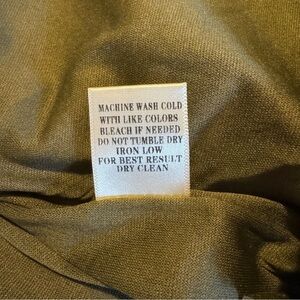 MACHINE WASH COLD
WITH LIKE COLORS
BLEACH IF NEEDED
DO NOT TUMBLE DRY
IRON LOW
FOR BEST RESULT
DRY CLEAN